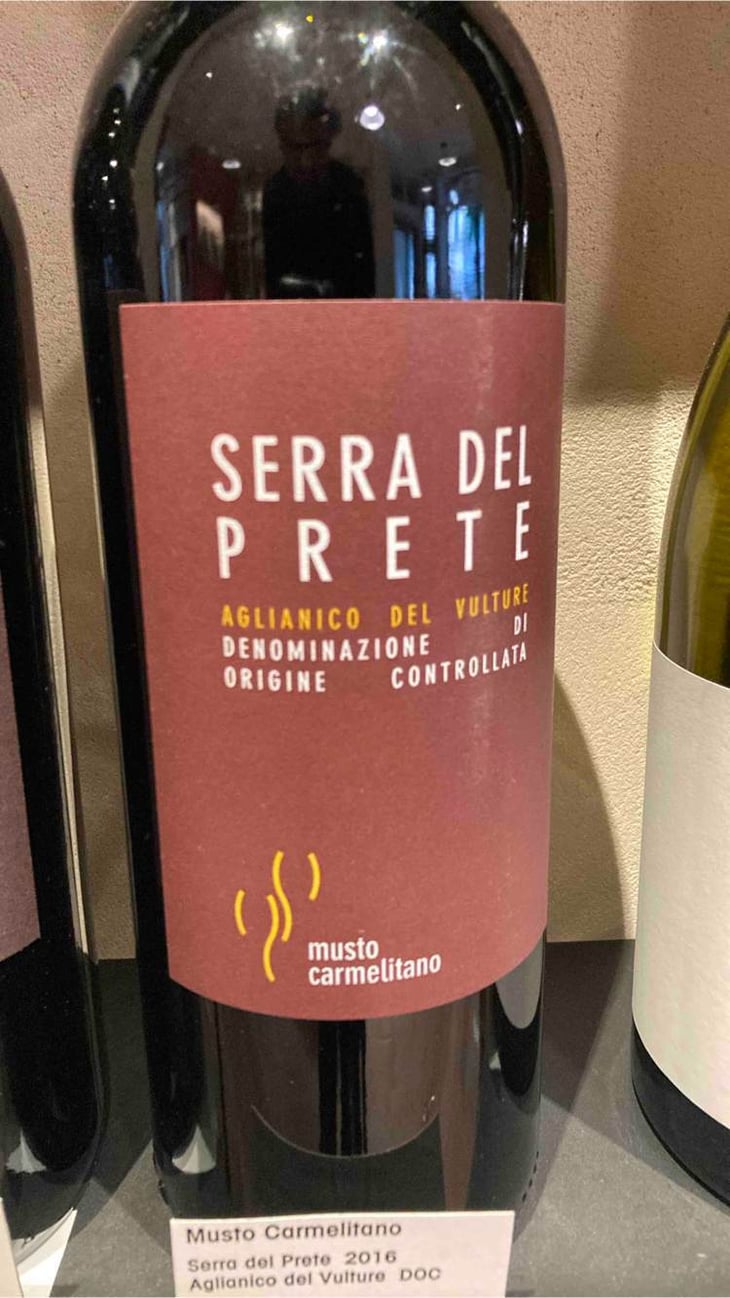 SERRA DEL
PRETE
AGLIANICO DEL VULTURE
DENOMINAZIONE DI
ORIGINE CONTROLLATA
musto
carmelitano
Musto Carmelitano
Serra del Prete 2016
Aglianico del Vulture DOC